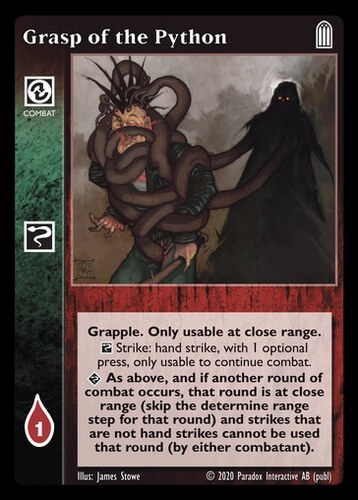 Grasp of the Python
COMBAT
Grapple. Only usable at close range.
Strike: hand strike, with 1 optional
press, only usable to continue combat.
As above, and if another round of
combat occurs, that round is at close
range (skip the determine range
step for that round) and strikes that
are not hand strikes cannot be used
that round (by either combatant).
1
Illus: James Stowe
© 2020 Paradox Interactive AB (publ)